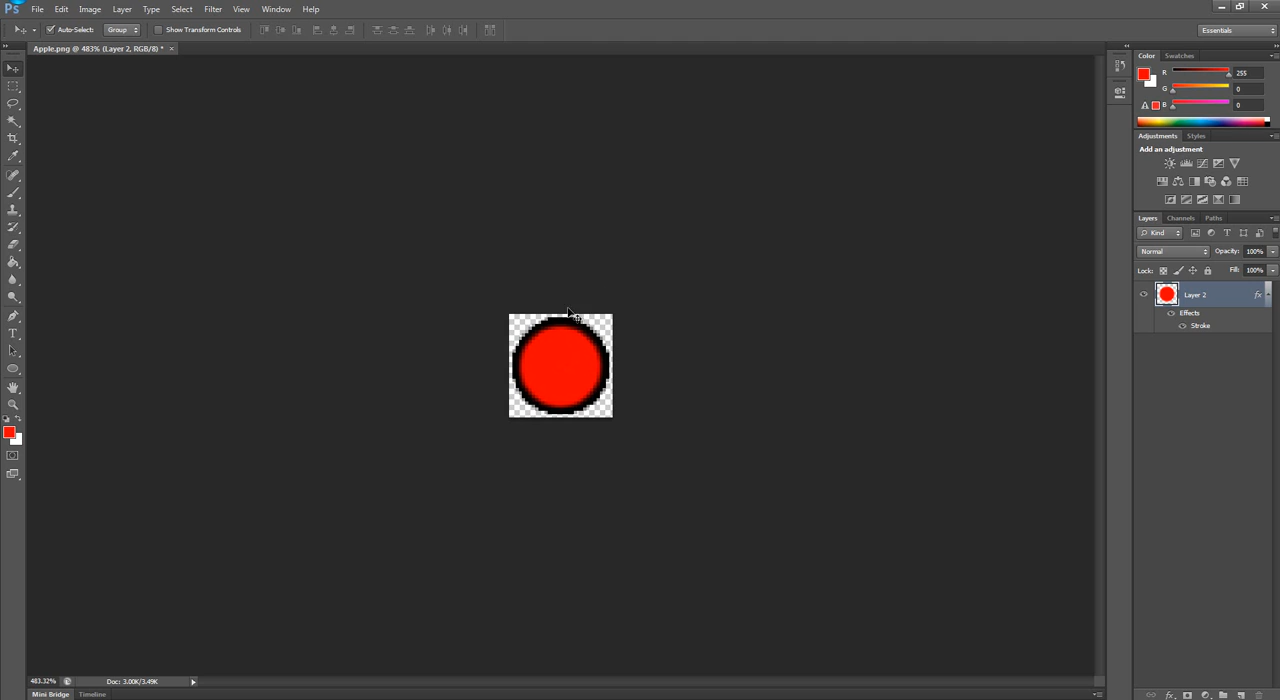 Ps File Edit Image Layer Type Select Filter View Window Help
Auto-Select: Group Show Transform Controls Essentials
Apple.png @ 483% (Layer 2, RGB/8) * ×
Color Swatches
R 255
G 0
B 0
Adjustments Styles
Add an adjustment
Layers Channels Paths
Kind T
Normal Opacity: 100%
Lock: Fill: 100%
Layer 2 fx
Effects
Stroke
T
483.32% Doc: 3.00K/3.49K
Mini Bridge Timeline fx